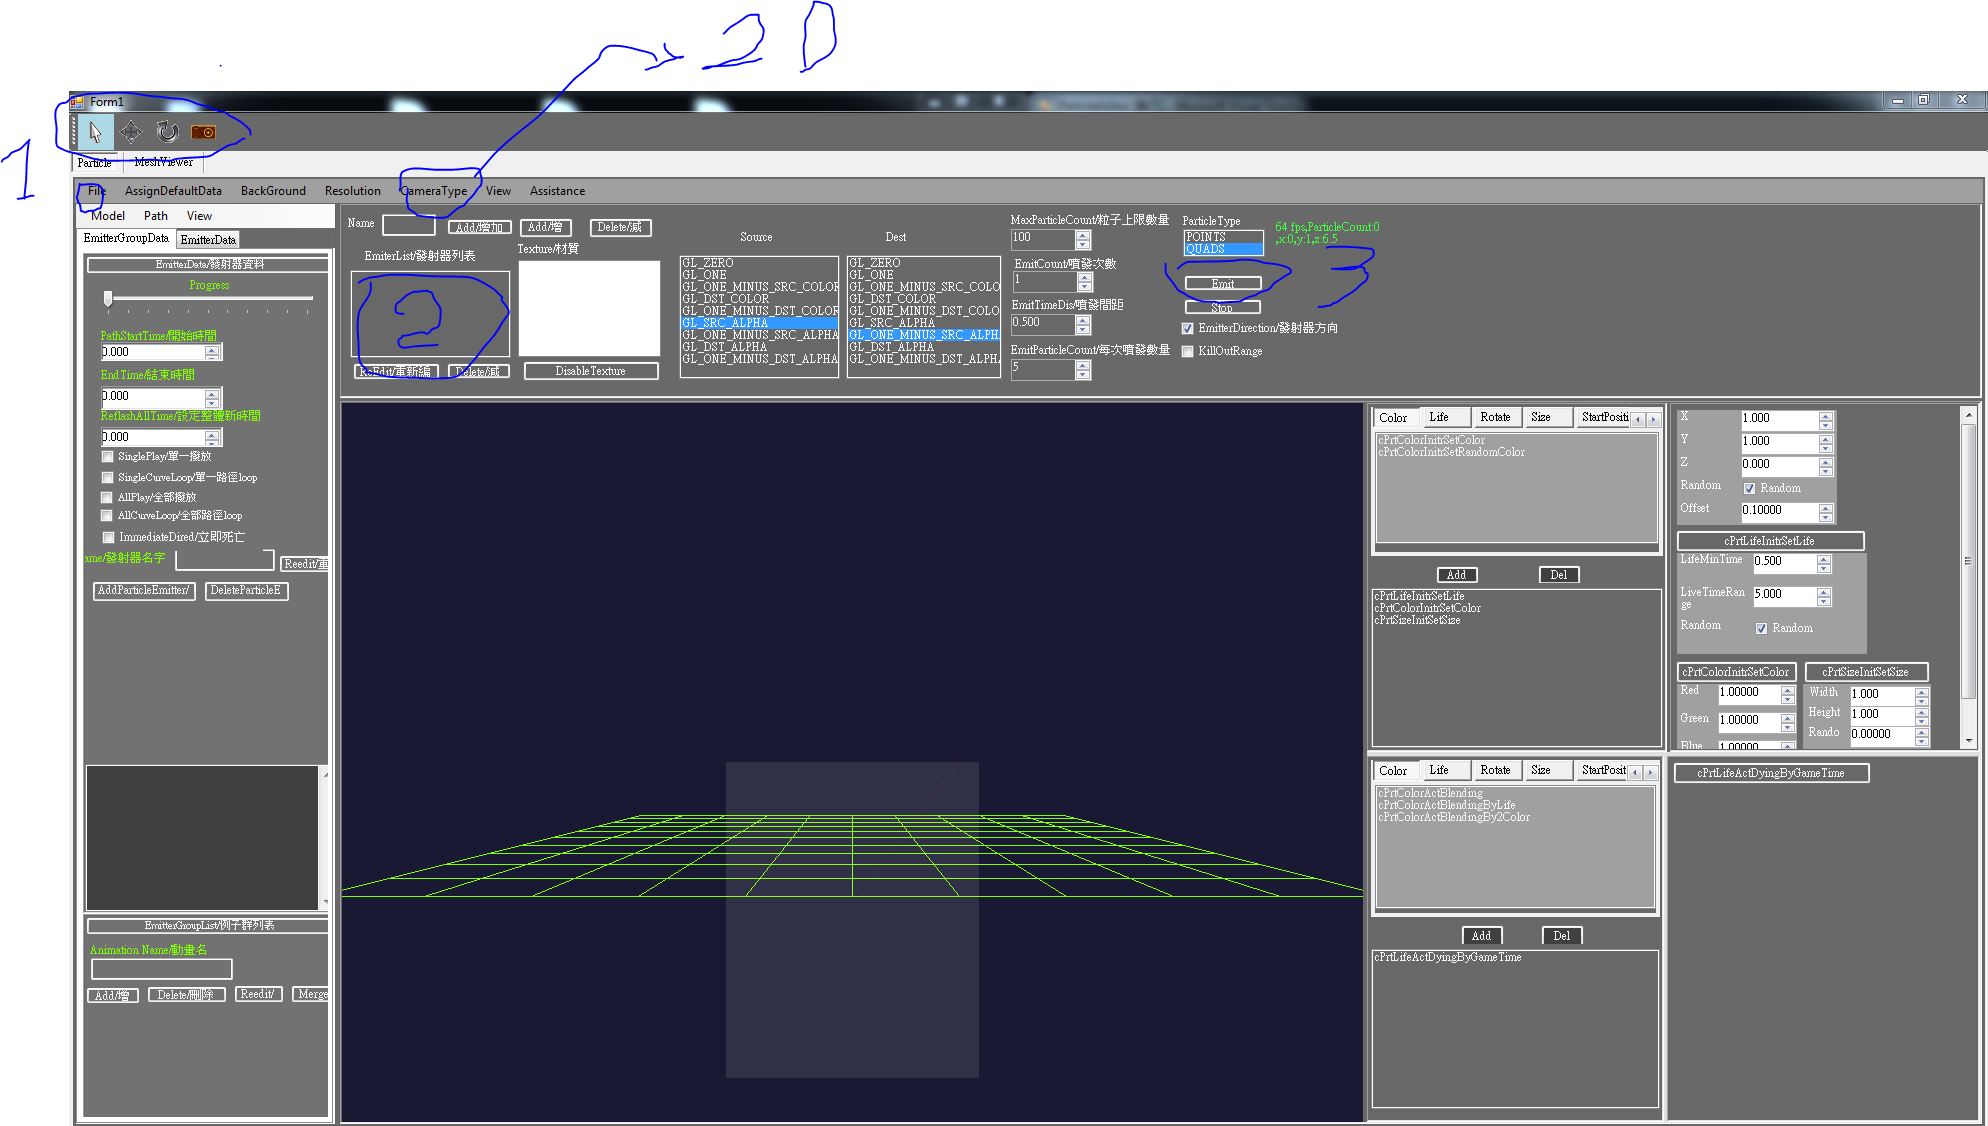 2D
Form1
1
Particle MeshViewer
File AssignDefaultData BackGround Resolution CameraType View Assistance
Model Path View
EmitterGroupData EmitterData
EmitterData/發射器資料
Progress
PathStartTime/開始時間
0.000
EndTime/結束時間
0.000
ReflashAllTime/設定整體新時間
0.000
SinglePlay/單一撥放
SingleCurveLoop/單一路徑loop
AllPlay/全部撥放
AllCurveLoop/全部路徑loop
ImmediateDired/立即死亡
ame/發射器名字 Reedit/重
AddParticleEmitter/ DeleteParticleE
EmitterGroupList/例子群列表
Animation Name/動畫名
Add/增 Delete/刪除 Reedit/ Merge
Name Add/增加 Add/增 Delete/減
EmiterList/發射器列表 Texture/材質
2
ReEdit/重新編 Delete/減 DisableTexture
Source
GL_ZERO
GL_ONE
GL_ONE_MINUS_SRC_COLOR
GL_DST_COLOR
GL_ONE_MINUS_DST_COLOR
GL_SRC_ALPHA
GL_ONE_MINUS_SRC_ALPHA
GL_DST_ALPHA
GL_ONE_MINUS_DST_ALPHA
Dest
GL_ZERO
GL_ONE
GL_ONE_MINUS_SRC_COLO
GL_DST_COLOR
GL_ONE_MINUS_DST_COLO
GL_SRC_ALPHA
GL_ONE_MINUS_SRC_ALPH
GL_DST_ALPHA
GL_ONE_MINUS_DST_ALPH
MaxParticleCount/粒子上限數量
100
EmitCount/噴發次數
1
EmitTimeDis/噴發間距
0.500
EmitParticleCount/每次噴發數量
5
ParticleType
POINTS
QUADS
64 fps,ParticleCount:0
,x:0,y:1,z:6.5
Emit
3
Stop
EmitterDirection/發射器方向
KillOutRange
Color Life Rotate Size StartPositi
cPrtColorInitrSetColor
cPrtColorInitrSetRandomColor
Add Del
cPrtLifeInitrSetLife
cPrtColorInitrSetColor
cPrtSizeInitSetSize
X 1.000
Y 1.000
Z 0.000
Random Random
Offset 0.10000
cPrtLifeInitrSetLife
LifeMinTime 0.500
LiveTimeRan
ge 5.000
Random Random
cPrtColorInitrSetColor cPrtSizeInitSetSize
Red 1.00000 Width 1.000
Green 1.00000 Height 1.000
Blue 1.00000 Rando 0.00000
Color Life Rotate Size StartPosit
cPrtColorActBlending
cPrtColorActBlendingByLife
cPrtColorActBlendingBy2Color
Add Del
cPrtLifeActDyingByGameTime
cPrtLifeActDyingByGameTime